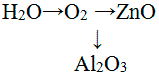 H₂O→O₂ →ZnO
↓
Al₂O₃